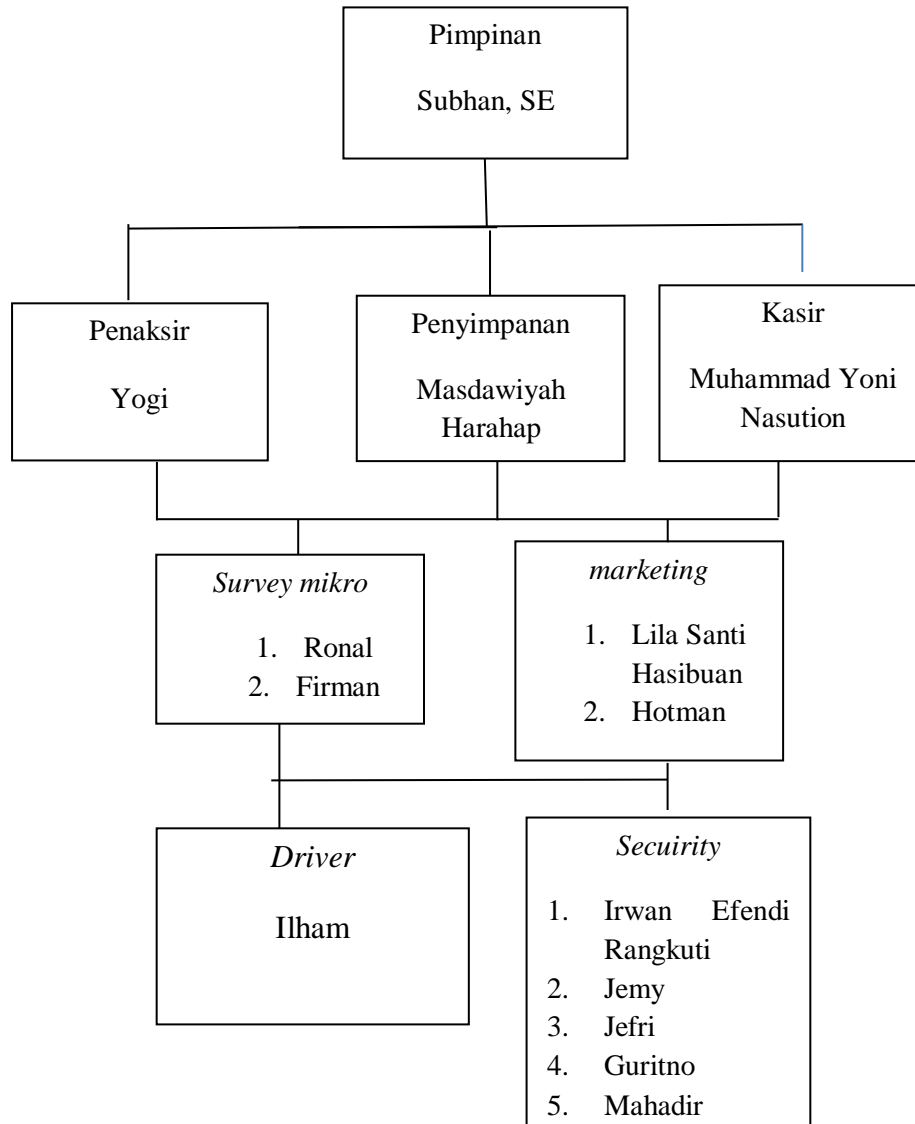 Pimpinan
Subhan, SE
Penaksir
Yogi
Penyimpanan
Masdawiyah
Harahap
Kasir
Muhammad Yoni
Nasution
Survey mikro
1. Ronal
2. Firman
marketing
1. Lila Santi
Hasibuan
2. Hotman
Driver
Ilham
Secuirity
1. Irwan Efendi
Rangkuti
2. Jemy
3. Jefri
4. Guritno
5. Mahadir